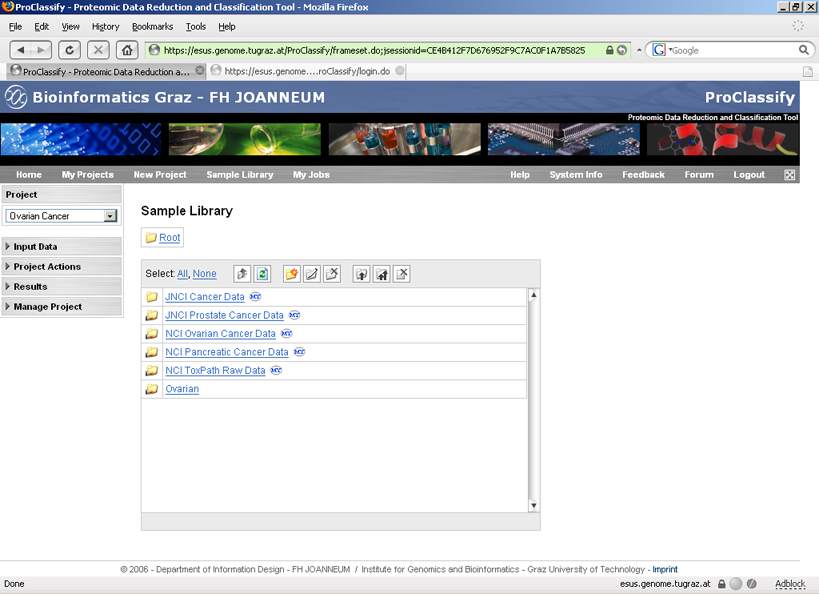 ProClassify - Proteomic Data Reduction and Classification Tool - Mozilla Firefox
File Edit View History Bookmarks Tools Help
https://esus.genome.tugraz.at/ProClassify/frameset.do;jsessionid=CE4B412F7D676952F9C7AC0F1A7B5825 Google
ProClassify - Proteomic Data Reduction a... https://esus.genome....roClassify/login.do
Bioinformatics Graz - FH JOANNEUM ProClassify
Proteomic Data Reduction and Classification Tool
Home My Projects New Project Sample Library My Jobs Help System Info Feedback Forum Logout
Project
Ovarian Cancer
Input Data
Project Actions
Results
Manage Project
Sample Library
Root
Select: All, None
JNCI Cancer Data
JNCI Prostate Cancer Data
NCI Ovarian Cancer Data
NCI Pancreatic Cancer Data
NCI ToxPath Raw Data
Ovarian
© 2006 - Department of Information Design - FH JOANNEUM / Institute for Genomics and Bioinformatics - Graz University of Technology - Imprint
Done esus.genome.tugraz.at Adblock